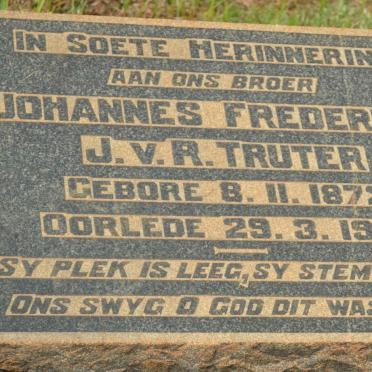 IN SOETE HERINNERIN
AAN ONS BROER
JOHANNES FREDER
J.V.R. TRUTER
GEBORE 8.11.187
OORLEDE 29.3.19
SY PLEK IS LEEG, SY STEM
ONS SWYG O GOD DIT WAS